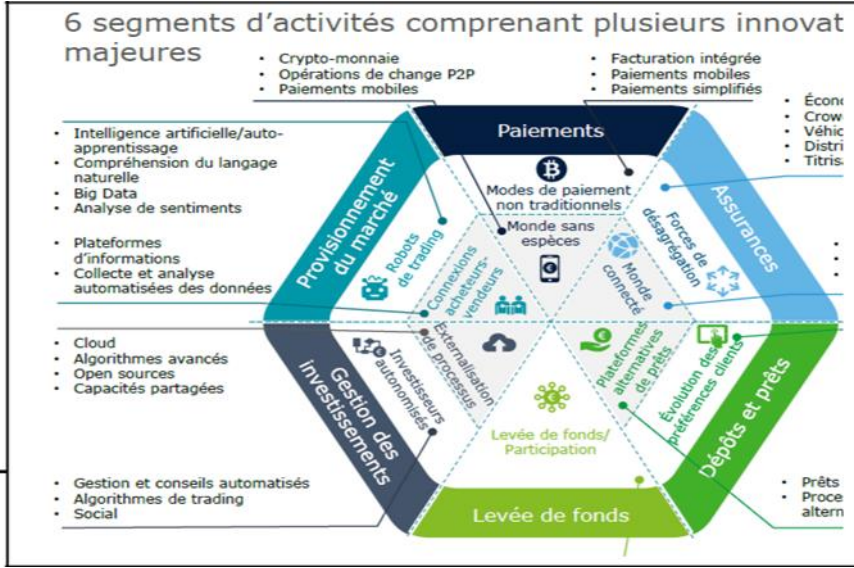 6 segments d’activités comprenant plusieurs innovat
majeures
• Crypto-monnaie
• Opérations de change P2P
• Paiements mobiles
• Facturation intégrée
• Paiements mobiles
• Paiements simplifiés
• Intelligence artificielle/auto-
apprentissage
• Compréhension du langage
naturelle
• Big Data
• Analyse de sentiments
• Plateformes
d’informations
• Collecte et analyse
automatisées des données
• Écono
• Crow
• Véhic
• Distri
• Titris
Paiements
Modes de paiement
non traditionnels
Monde sans
espèces
Provisionnement
du marché
Robots
de trading
Connexions
acheteurs-
vendeurs
Assurances
Forces de
désagrégation
Monde
connecté
• Cloud
• Algorithmes avancés
• Open sources
• Capacités partagées
Gestion des
investissements
Investisseurs
autonomisés
Externalisation
de processus
Plateformes
alternatives
de prêts
Évolution des
préférences clients
Dépôts et prêts
Levée de fonds/
Participation
Levée de fonds
• Gestion et conseils automatisés
• Algorithmes de trading
• Social
• Prêts
• Proces
altern